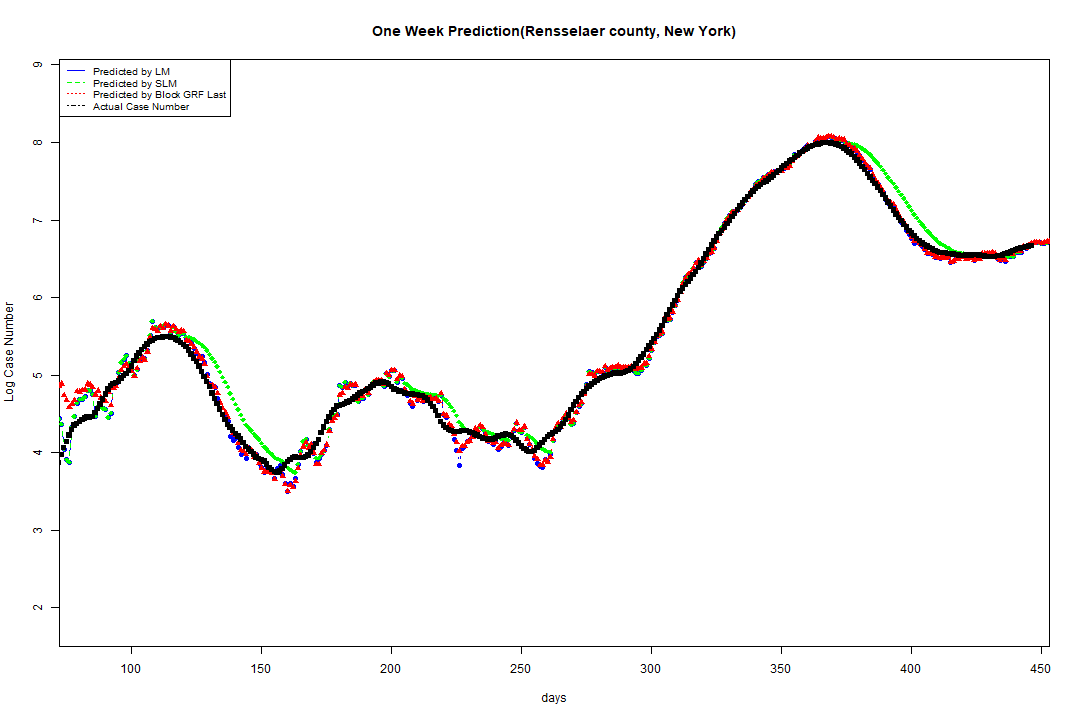 One Week Prediction(Rensselaer county, New York)
Predicted by LM
Predicted by SLM
Predicted by Block GRF Last
Actual Case Number
Log Case Number
9
8
7
6
5
4
3
2
100 150 200 250 300 350 400 450
days